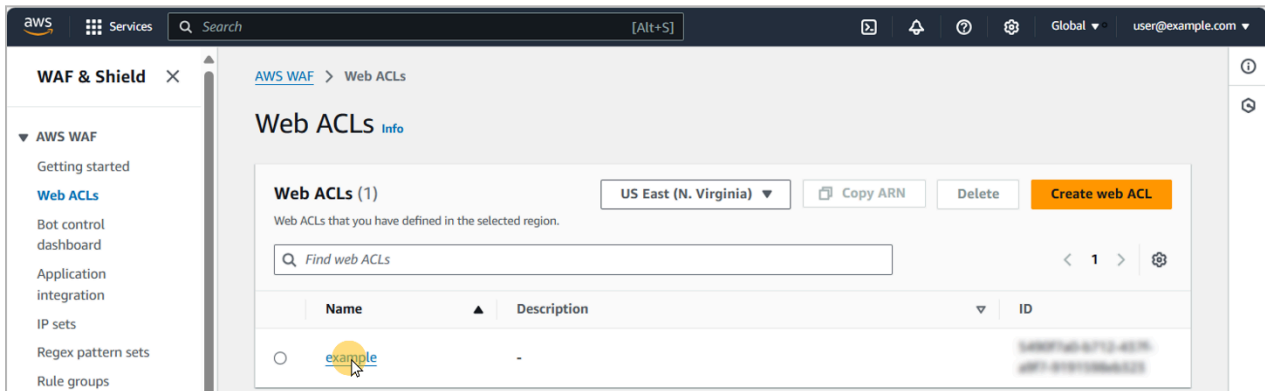 aws Services Search [Alt+S] Global user@example.com
WAF & Shield
AWS WAF > Web ACLs
Web ACLs Info
AWS WAF
Getting started
Web ACLs
Bot control
dashboard
Application
integration
IP sets
Regex pattern sets
Rule groups
Web ACLs (1) US East (N. Virginia) Copy ARN Delete Create web ACL
Web ACLs that you have defined in the selected region.
Find web ACLs
< 1 >
Name Description ID
example -